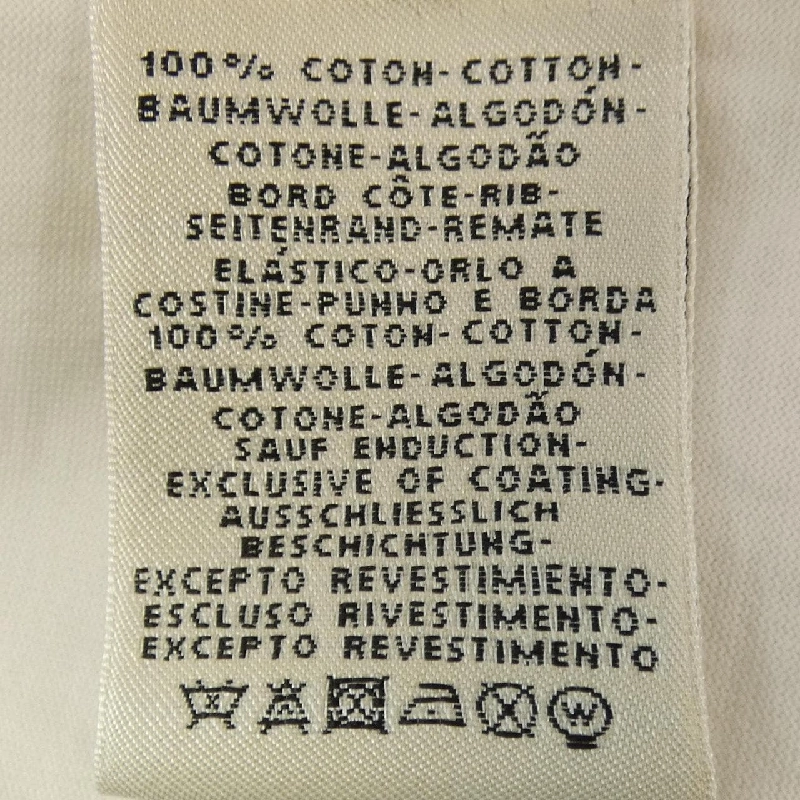 100% COTON-COTTON-
BAUMWOLLE-ALGODÓN-
COTONE-ALGODÃO
BORD CÔTE-RIB-
SEITENRAND-REMATE
ELÁSTICO-ORLO A
COSTINE-PUNHO E BORDA
100% COTON-COTTON-
BAUMWOLLE-ALGODÓN-
COTONE-ALGODÃO
SAUF ENDUCTION-
EXCLUSIVE OF COATING-
AUSSCHLIESSLICH
BESCHICHTUNG-
EXCEPTO REVESTIMIENTO-
ESCLUSO RIVESTIMENTO-
EXCEPTO REVESTIMENTO
W